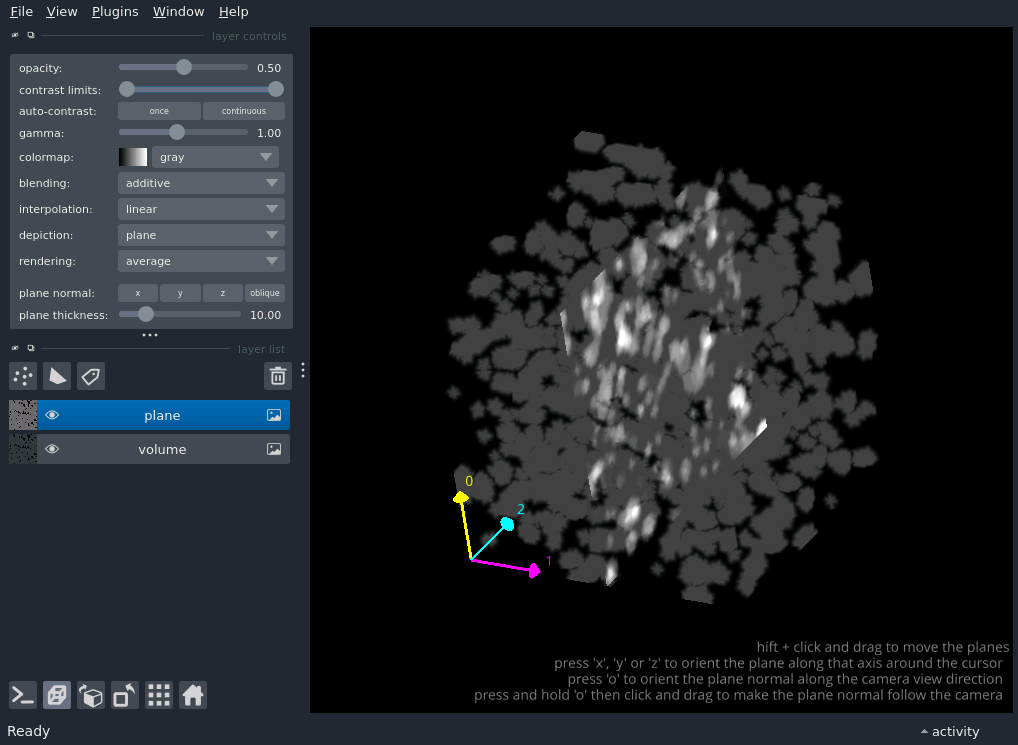 File View Plugins Window Help
layer controls
opacity: 0.50
contrast limits:
auto-contrast: once continuous
gamma: 1.00
colormap: gray
blending: additive
interpolation: linear
depiction: plane
rendering: average
plane normal: x y z oblique
plane thickness: 10.00
layer list
plane
volume
0
2
1
hift + click and drag to move the planes
press 'x', 'y' or 'z' to orient the plane along that axis around the cursor
press 'o' to orient the plane normal along the camera view direction
press and hold 'o' then click and drag to make the plane normal follow the camera
Ready activity